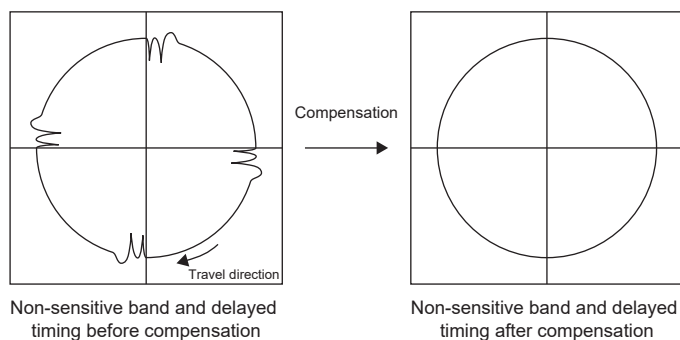 Compensation
Travel direction
Non-sensitive band and delayed
timing before compensation
Non-sensitive band and delayed
timing after compensation